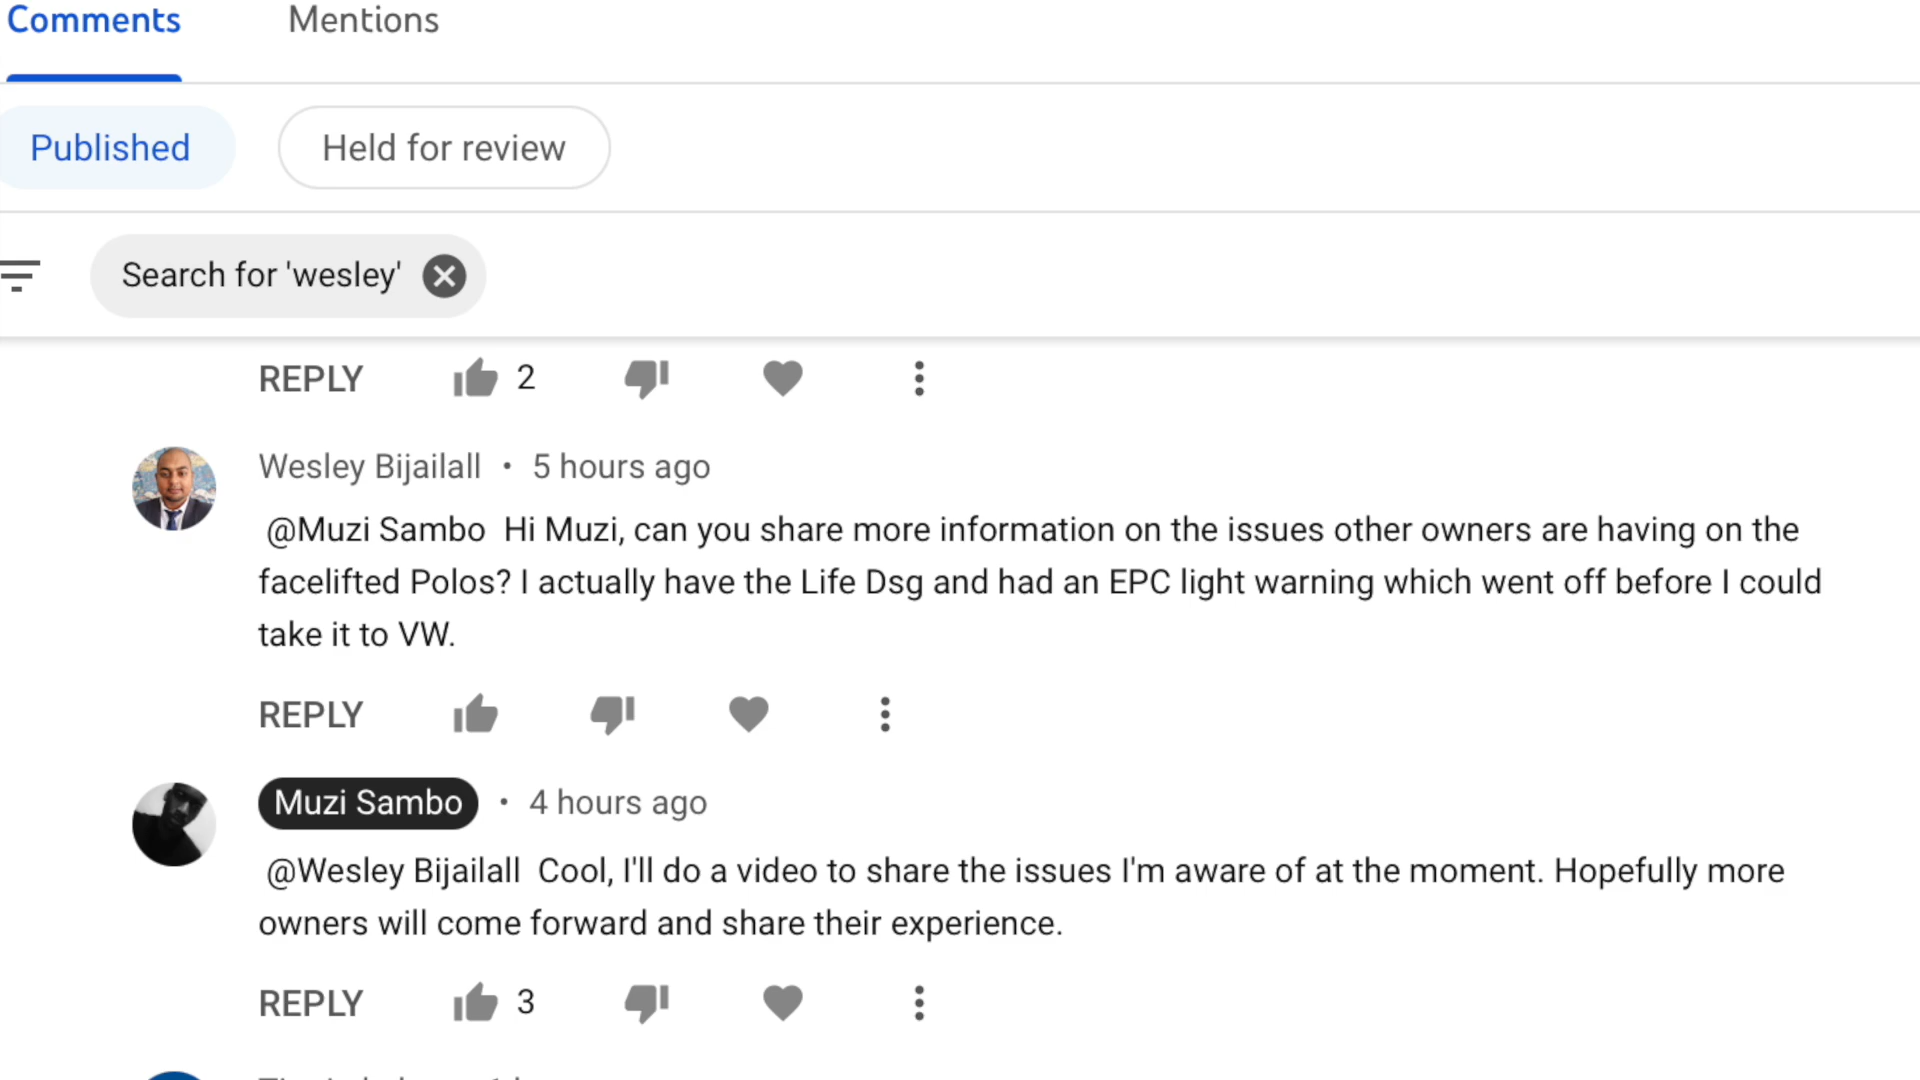 Comments Mentions
Published Held for review
Search for 'wesley'
REPLY 2
Wesley Bijailall • 5 hours ago
@Muzi Sambo Hi Muzi, can you share more information on the issues other owners are having on the
facelifted Polos? I actually have the Life Dsg and had an EPC light warning which went off before I could
take it to VW.
REPLY
Muzi Sambo • 4 hours ago
@Wesley Bijailall Cool, I'll do a video to share the issues I'm aware of at the moment. Hopefully more
owners will come forward and share their experience.
REPLY 3